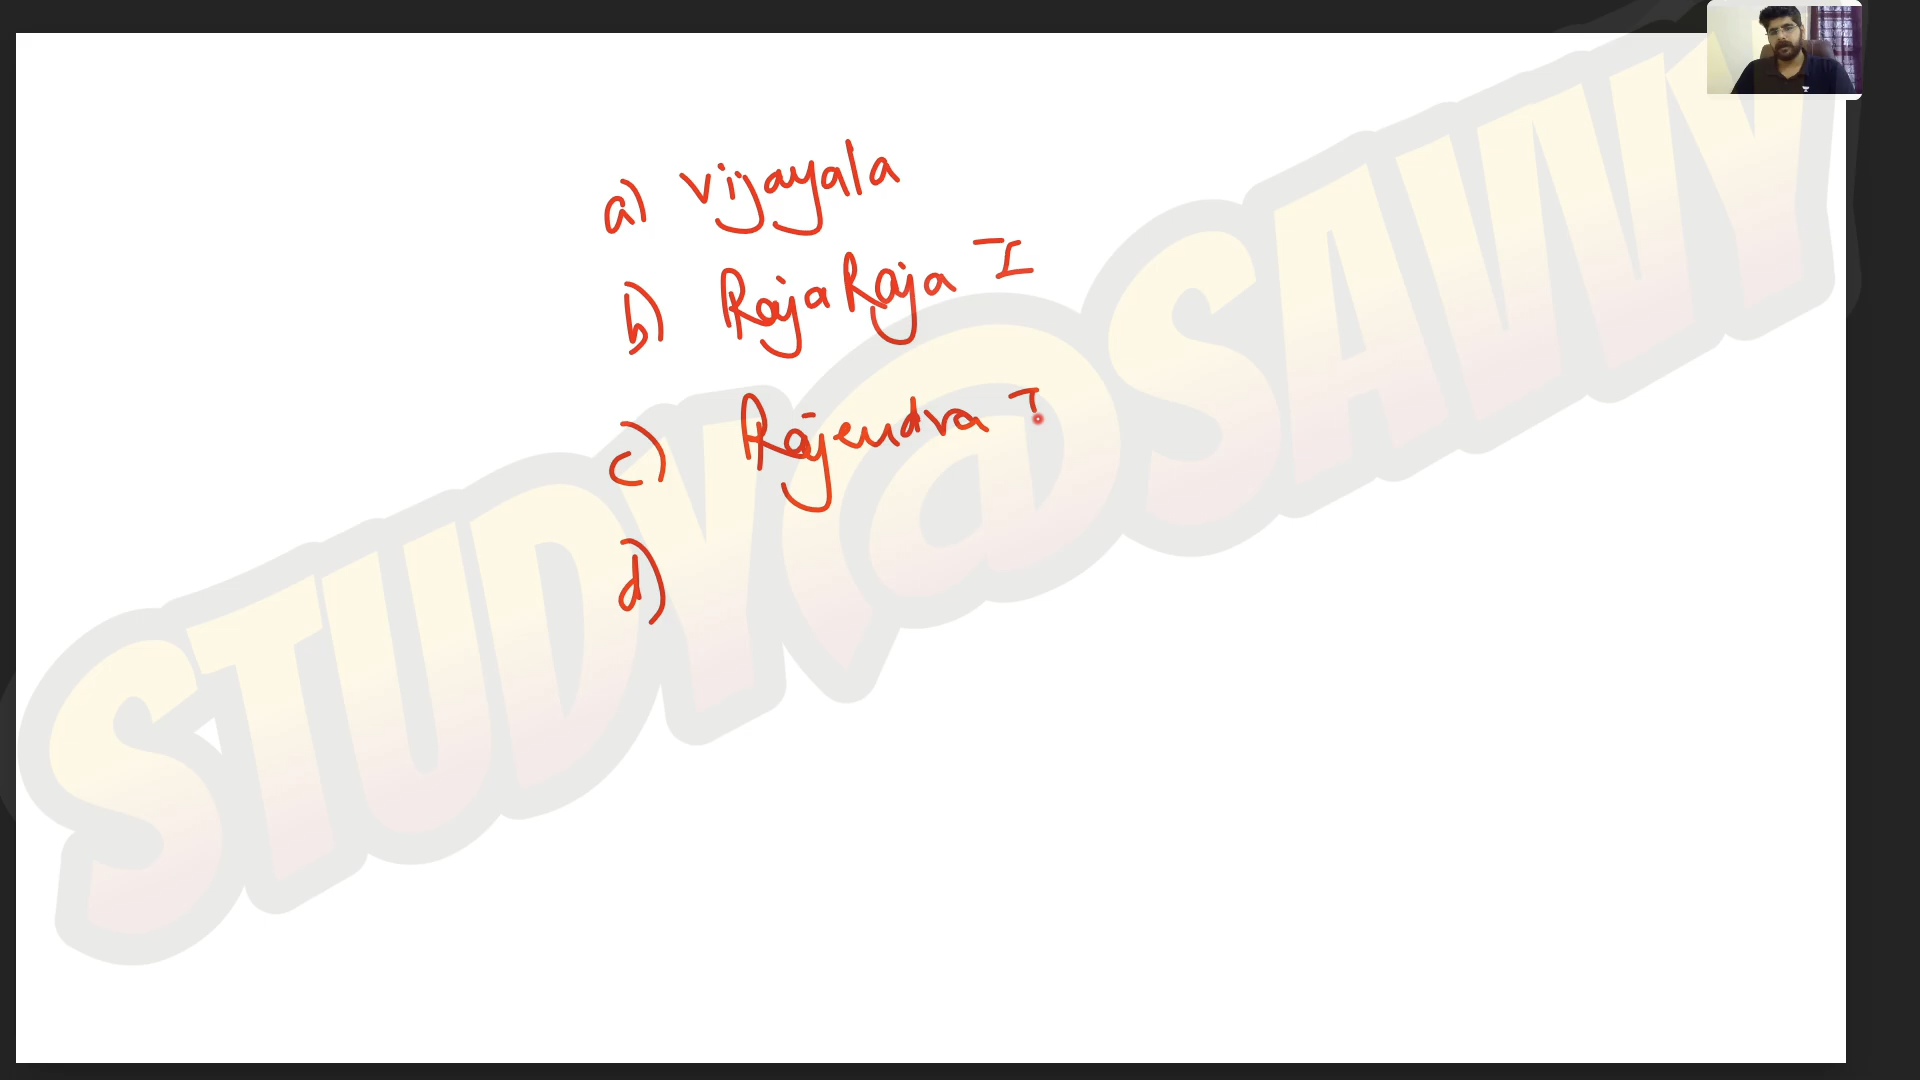 a) Vijayala
b) RajaRaja - I
c) Rajendra I
d)
STUDY@SAVVY